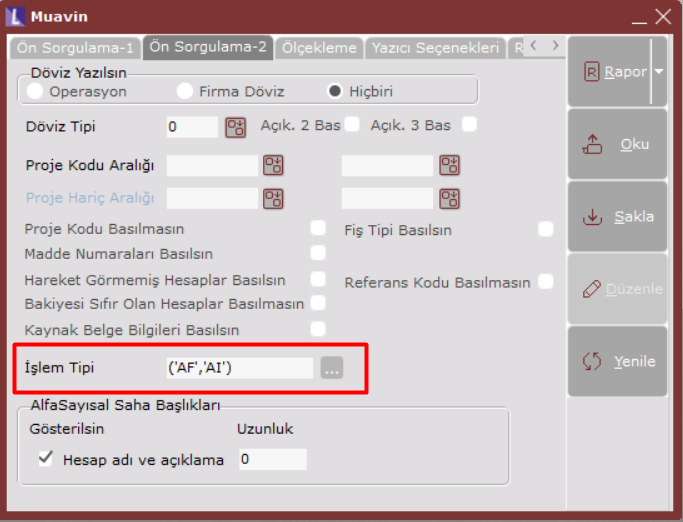 Muavin
Ön Sorgulama-1 Ön Sorgulama-2 Ölçekleme Yazıcı Seçenekleri
Döviz Yazılsın
Operasyon Firma Döviz Hiçbiri
Döviz Tipi 0 Açık. 2 Bas Açık. 3 Bas
Proje Kodu Aralığı
Proje Hariç Aralığı
Proje Kodu Basılmasın Fiş Tipi Basılsın
Madde Numaraları Basılsın
Hareket Görmemiş Hesaplar Basılsın Referans Kodu Basılmasın
Bakiyesi Sıfır Olan Hesaplar Basılmasın
Kaynak Belge Bilgileri Basılsın
İşlem Tipi ('AF','AI') ...
AlfaSayısal Saha Başlıkları
Gösterilsin Uzunluk
Hesap adı ve açıklama 0
R Rapor
Oku
Sakla
Düzenle
Yenile